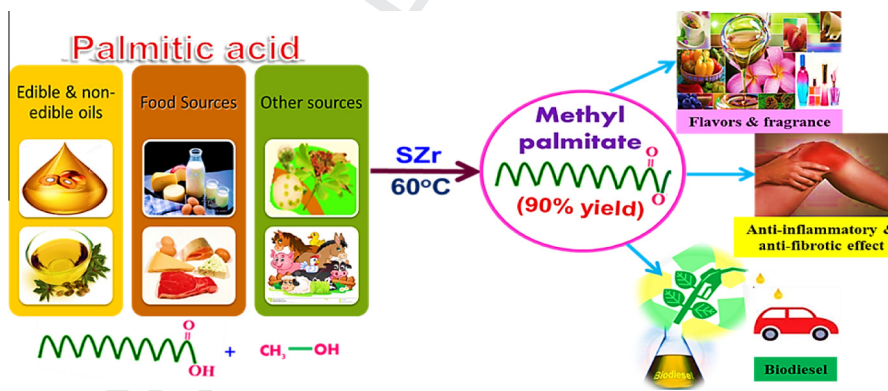 Palmitic acid
Edible & non-
edible oils
Food Sources
Other sources
O
OH
+
CH3
OH
SZr
60°C
Methyl
palmitate
O
O
(90% yield)
Flavors & fragrance
Anti-inflammatory &
anti-fibrotic effect
Biodiesel
Biodiesel